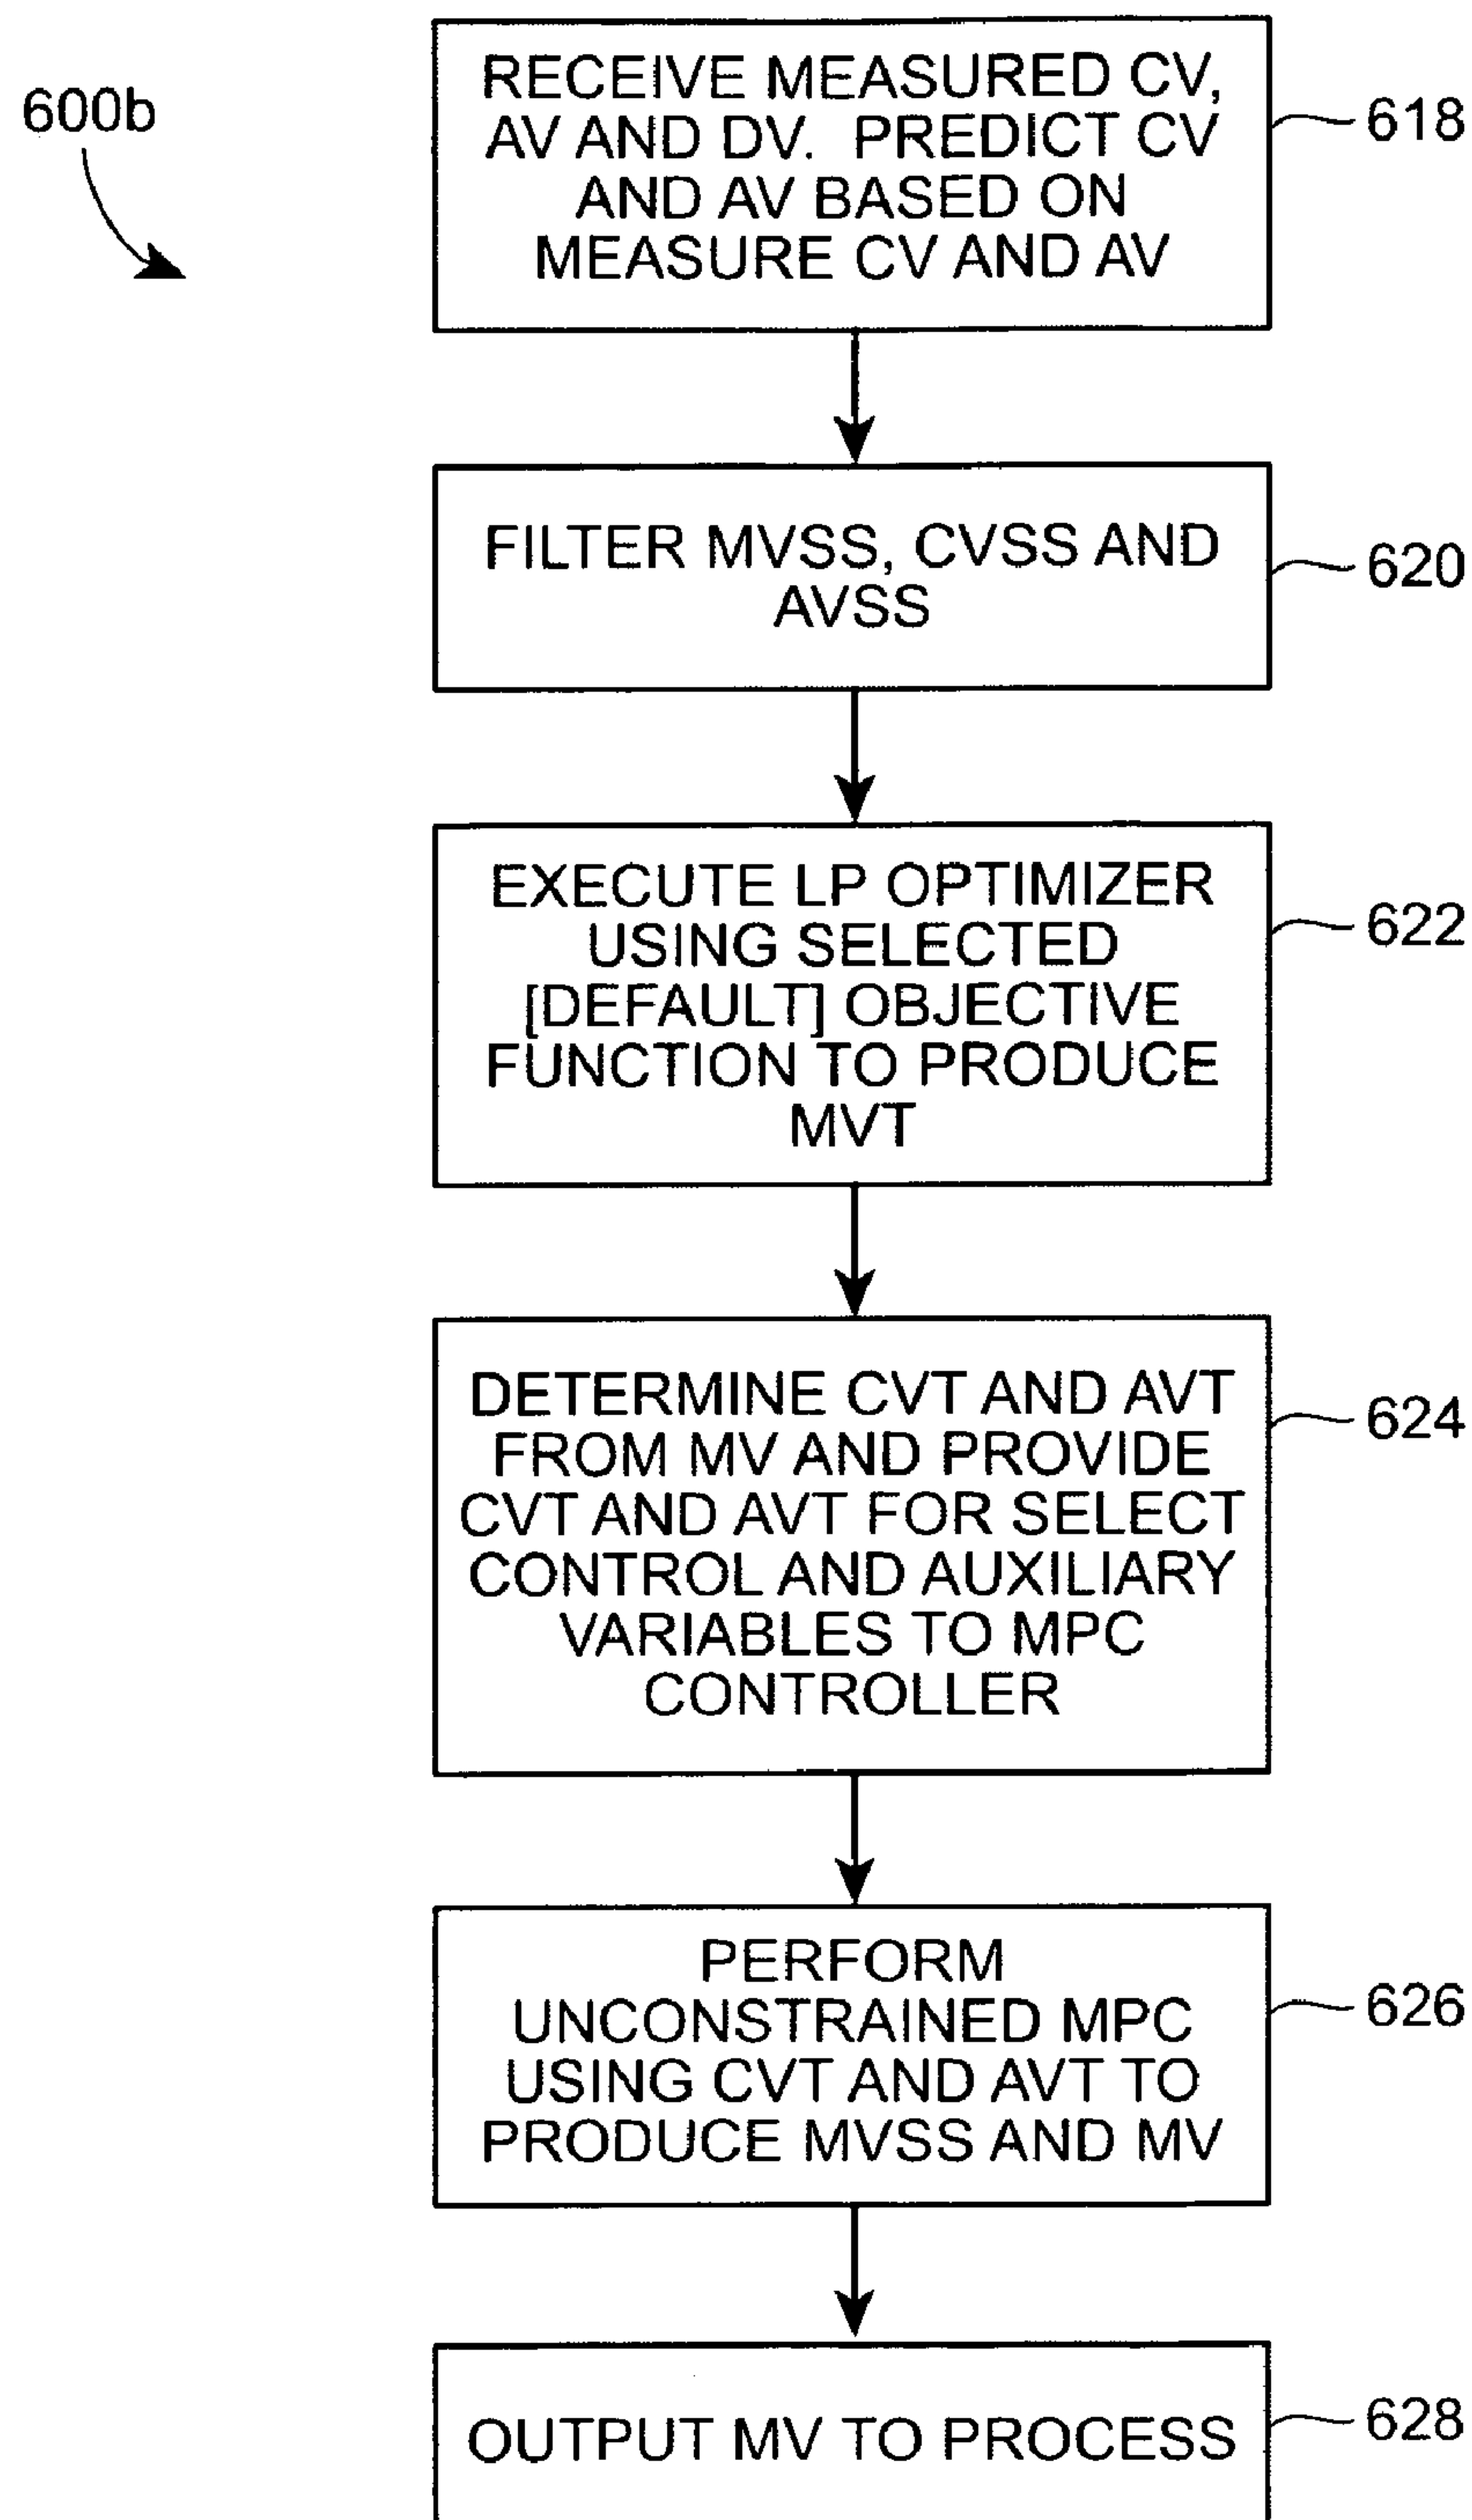 600b
RECEIVE MEASURED CV,
AV AND DV. PREDICT CV
AND AV BASED ON
MEASURE CV AND AV
618
FILTER MVSS, CVSS AND
AVSS
620
EXECUTE LP OPTIMIZER
USING SELECTED
[DEFAULT] OBJECTIVE
FUNCTION TO PRODUCE
MVT
622
DETERMINE CVT AND AVT
FROM MV AND PROVIDE
CVT AND AVT FOR SELECT
CONTROL AND AUXILIARY
VARIABLES TO MPC
CONTROLLER
624
PERFORM
UNCONSTRAINED MPC
USING CVT AND AVT TO
PRODUCE MVSS AND MV
626
OUTPUT MV TO PROCESS
628